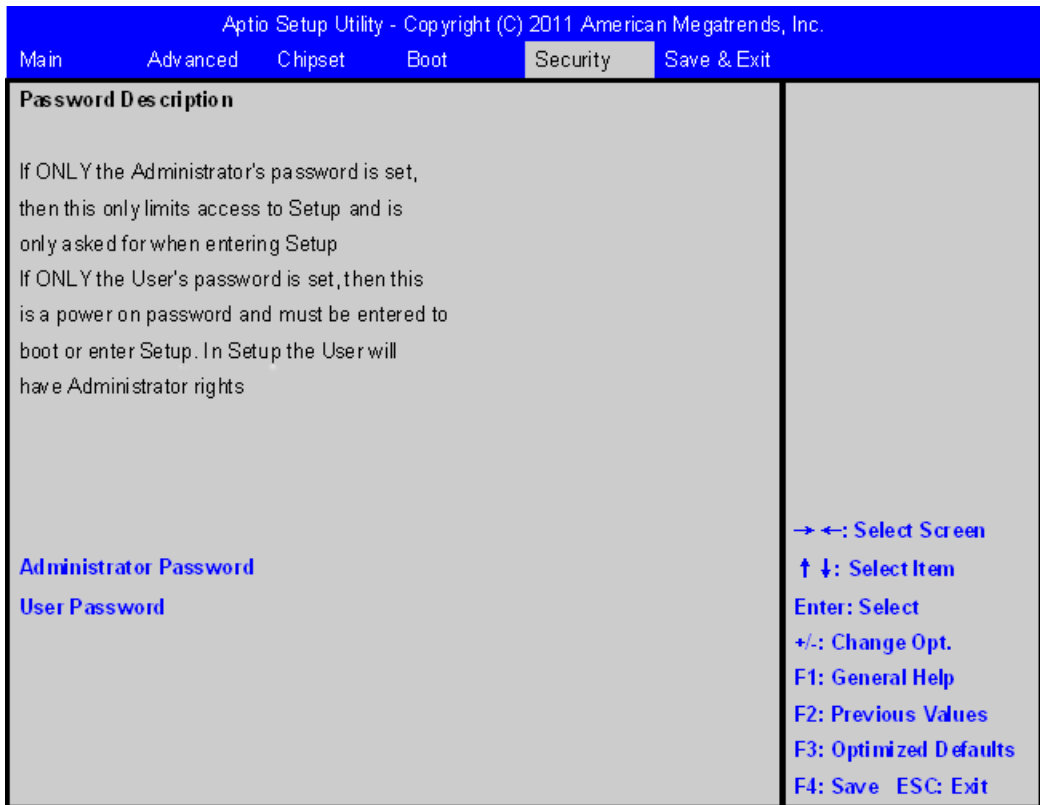 Aptio Setup Utility - Copyright (C) 2011 American Megatrends, Inc.
Main Advanced Chipset Boot Security Save & Exit
Password Description
If ONLY the Administrator's password is set,
then this only limits access to Setup and is
only asked for when entering Setup
If ONLY the User's password is set, then this
is a power on password and must be entered to
boot or enter Setup. In Setup the User will
have Administrator rights
Administrator Password
User Password
→ ←: Select Screen
↑ ↓: Select Item
Enter: Select
+/-: Change Opt.
F1: General Help
F2: Previous Values
F3: Optimized Defaults
F4: Save ESC: Exit